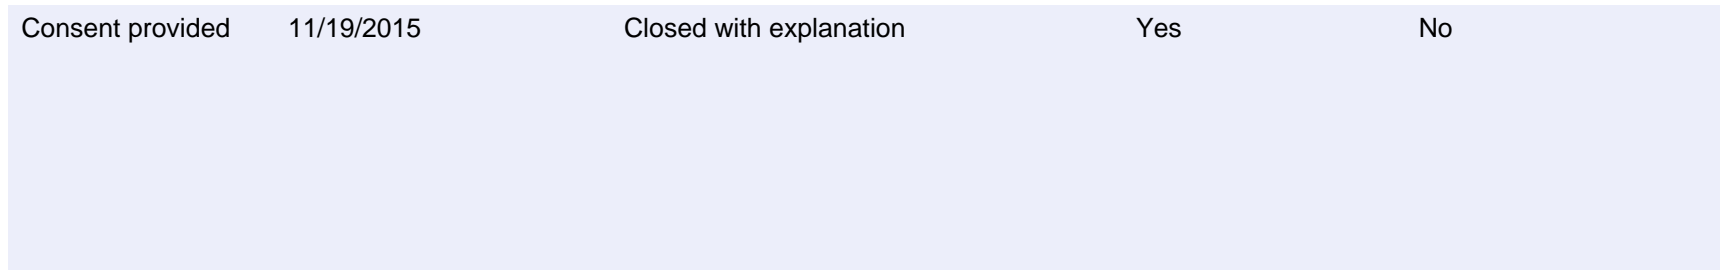 Consent provided 11/19/2015 Closed with explanation Yes No